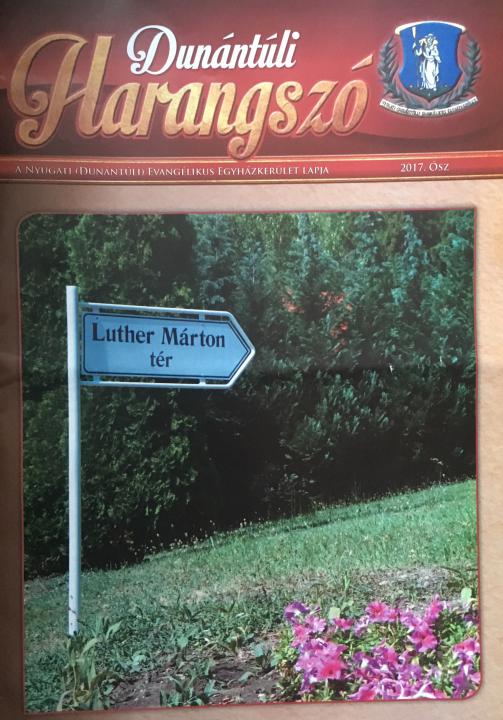 Dunántúli
Harangszó
A Nyugati (Dunántúli) Evangélikus Egyházkerület lapja
2017. Ősz
Luther Márton
tér